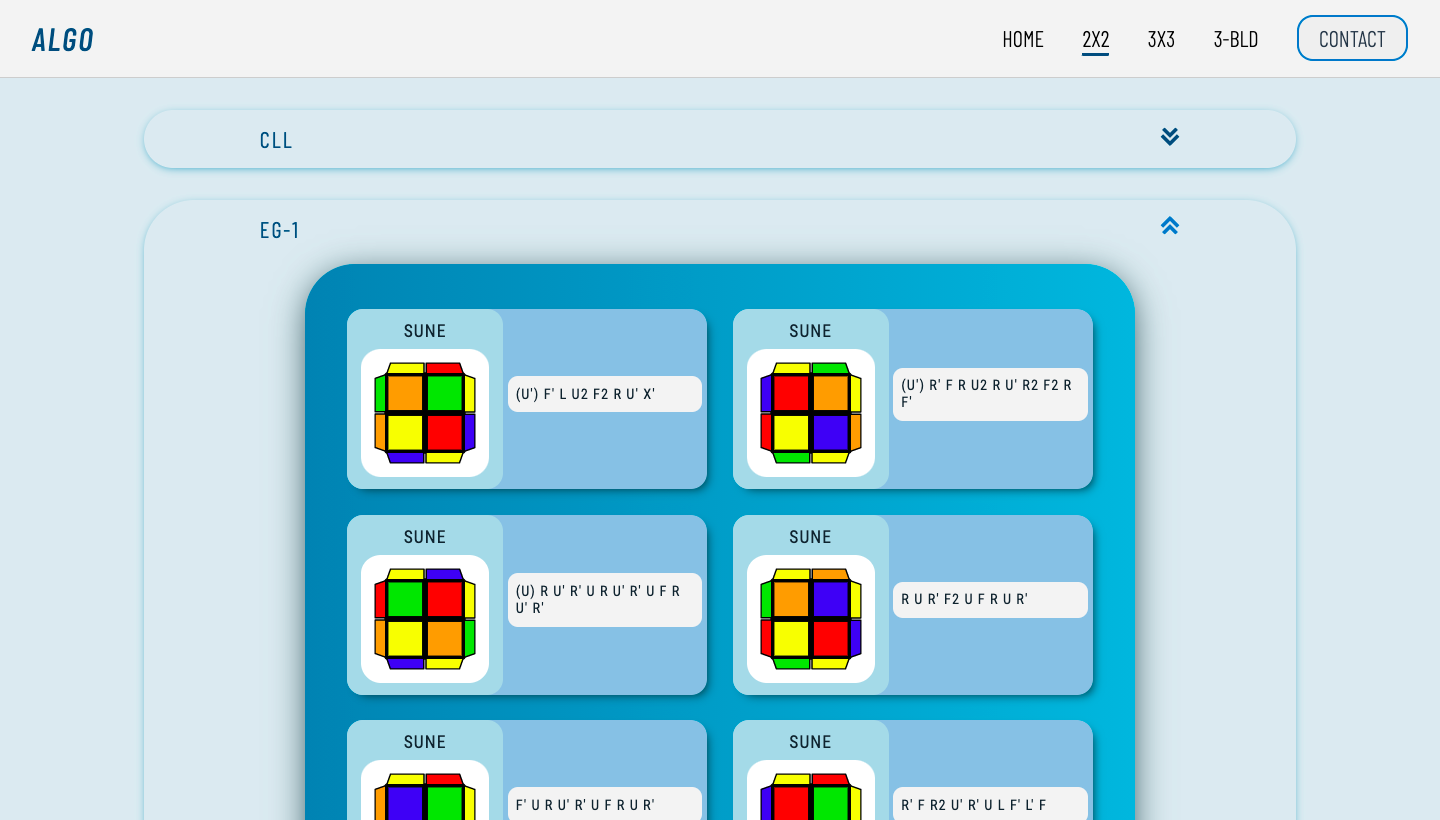 ALGO
HOME
2X2
3X3
3-BLD
CONTACT
CLL
EG-1
SUNE
(U') F' L U2 F2 R U' X'
SUNE
(U') R' F R U2 R U' R2 F2 R
F'
SUNE
(U) R U' R' U R U' R' U F R
U' R'
SUNE
R U R' F2 U F R U R'
SUNE
F' U R U' R' U F R U R'
SUNE
R' F R2 U' R' U L F' L' F